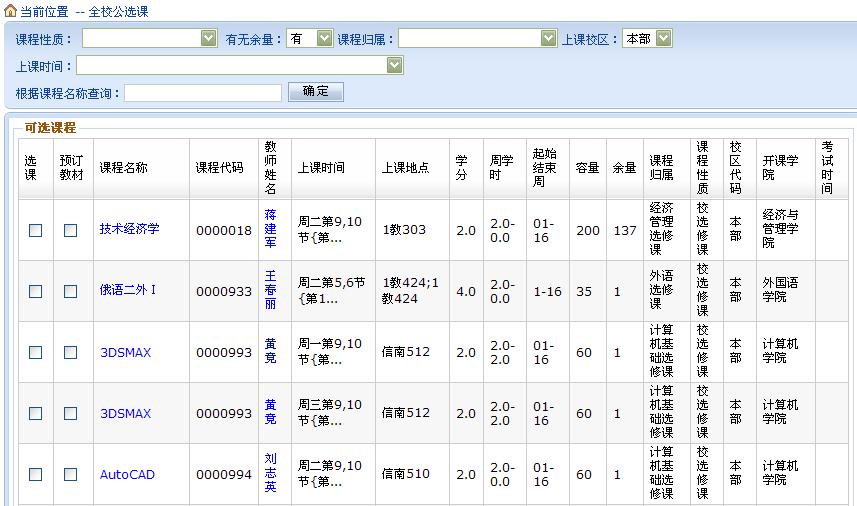 当前位置 -- 全校公选课
课程性质： 有无余量： 有 课程归属： 上课校区： 本部
上课时间：
根据课程名称查询： 确 定
可选课程
选课 预订教材 课程名称 课程代码 教师姓名 上课时间 上课地点 学分 周学时 起始结束周 容量 余量 课程归属 课程性质 校区代码 开课学院 考试时间
技术经济学 0000018 蒋建军 周二第9,10节{第... 1教303 2.0 2.0-0.0 01-16 200 137 经济管理选修课 校选修课 本部 经济与管理学院
俄语二外Ⅰ 0000933 王春丽 周二第5,6节{第1... 1教424;1教424 4.0 2.0-0.0 1-16 35 1 外语选修课 校选修课 本部 外国语学院
3DSMAX 0000993 黄竞 周一第9,10节{第... 信南512 2.0 2.0-2.0 01-16 60 1 计算机基础选修课 校选修课 本部 计算机学院
3DSMAX 0000993 黄竞 周三第9,10节{第... 信南512 2.0 2.0-0.0 01-16 60 1 计算机基础选修课 校选修课 本部 计算机学院
AutoCAD 0000994 刘志英 周二第9,10节{第... 信南510 2.0 2.0-0.0 01-16 60 1 计算机基础选修课 校选修课 本部 计算机学院